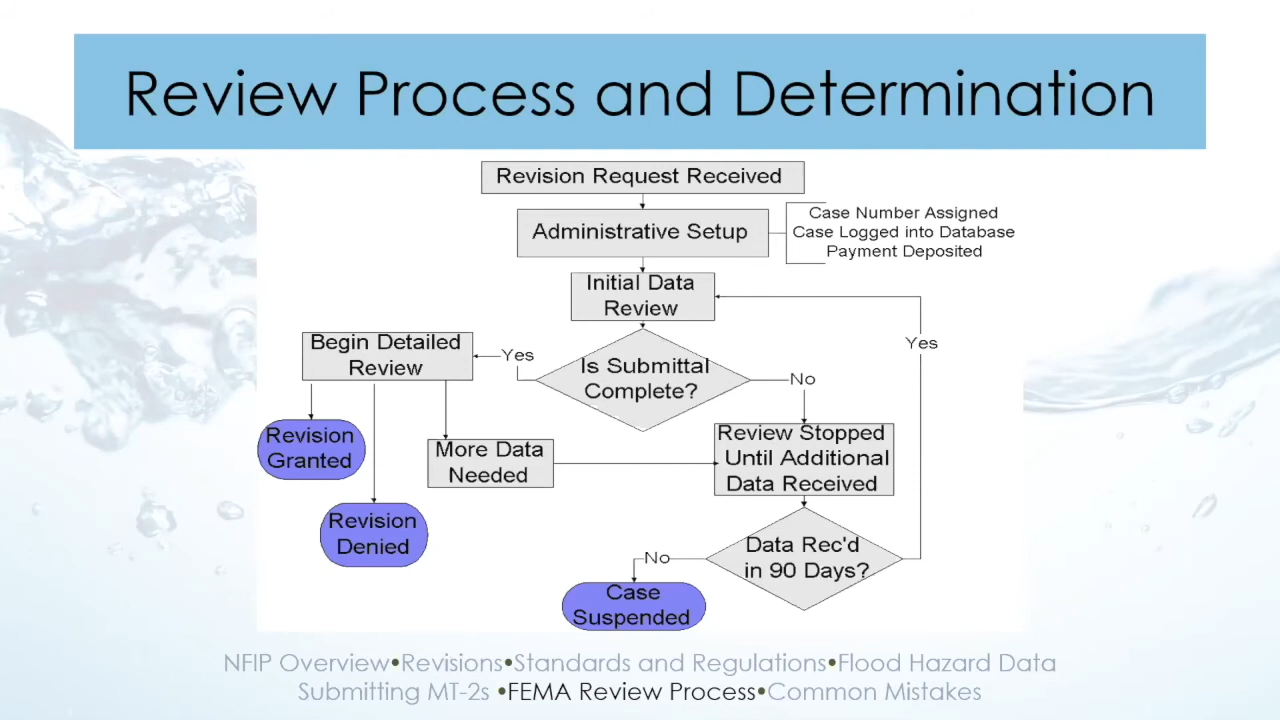 Review Process and Determination
Revision Request Received
Administrative Setup
Case Number Assigned
Case Logged into Database
Payment Deposited
Initial Data
Review
Is Submittal
Complete?
Yes
Begin Detailed
Review
No
Yes
Revision
Granted
Revision
Denied
More Data
Needed
Review Stopped
Until Additional
Data Received
Data Rec'd
in 90 Days?
No
Case
Suspended
NFIP Overview•Revisions•Standards and Regulations•Flood Hazard Data
Submitting MT-2s •FEMA Review Process•Common Mistakes